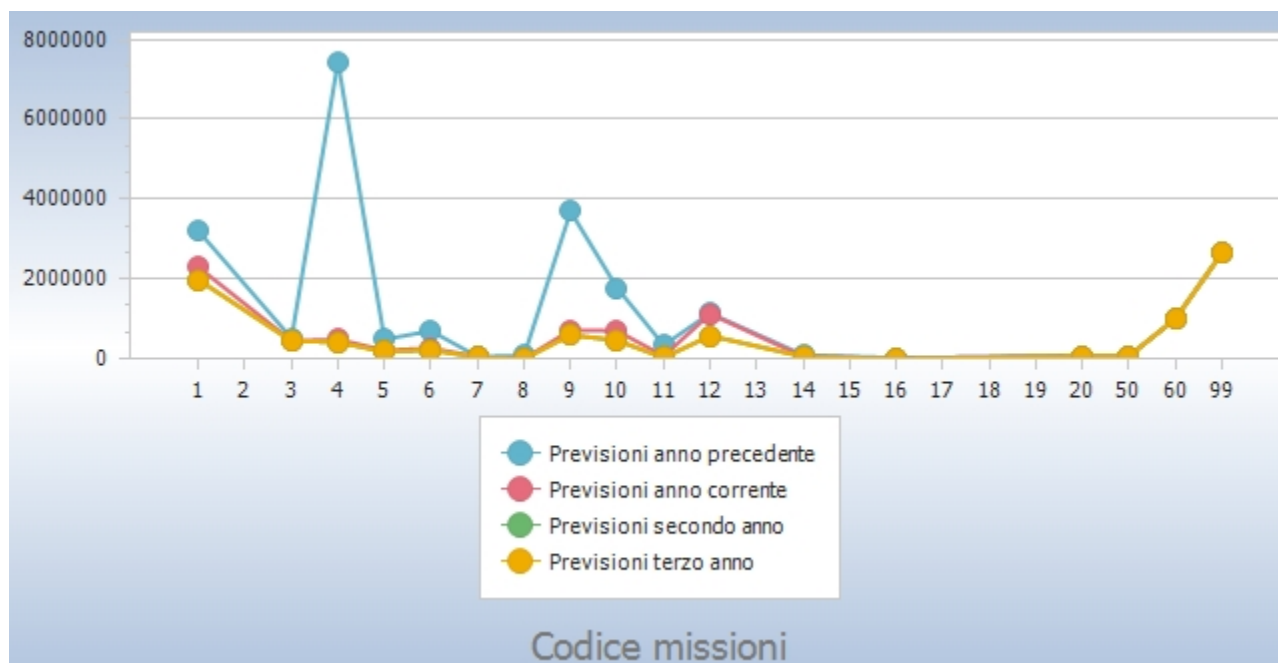 8000000
6000000
4000000
2000000
0
1 2 3 4 5 6 7 8 9 10 11 12 13 14 15 16 17 18 19 20 50 60 99
Previsioni anno precedente
Previsioni anno corrente
Previsioni secondo anno
Previsioni terzo anno
Codice missioni